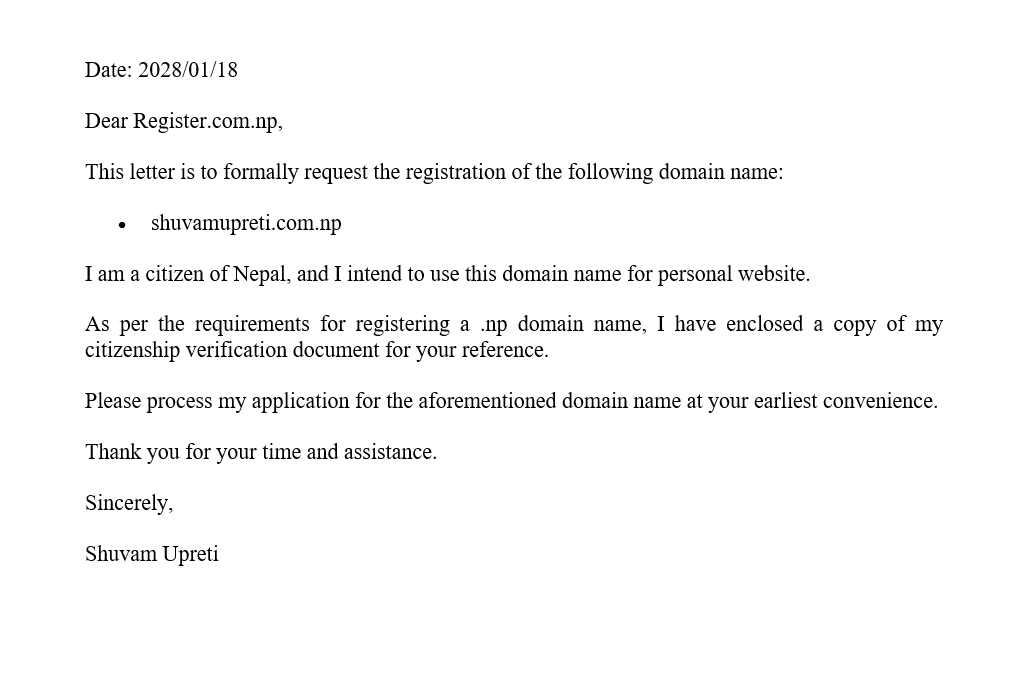 Date: 2028/01/18
Dear Register.com.np,
This letter is to formally request the registration of the following domain name:
• shuvamupreti.com.np
I am a citizen of Nepal, and I intend to use this domain name for personal website.
As per the requirements for registering a .np domain name, I have enclosed a copy of my
citizenship verification document for your reference.
Please process my application for the aforementioned domain name at your earliest convenience.
Thank you for your time and assistance.
Sincerely,
Shuvam Upreti